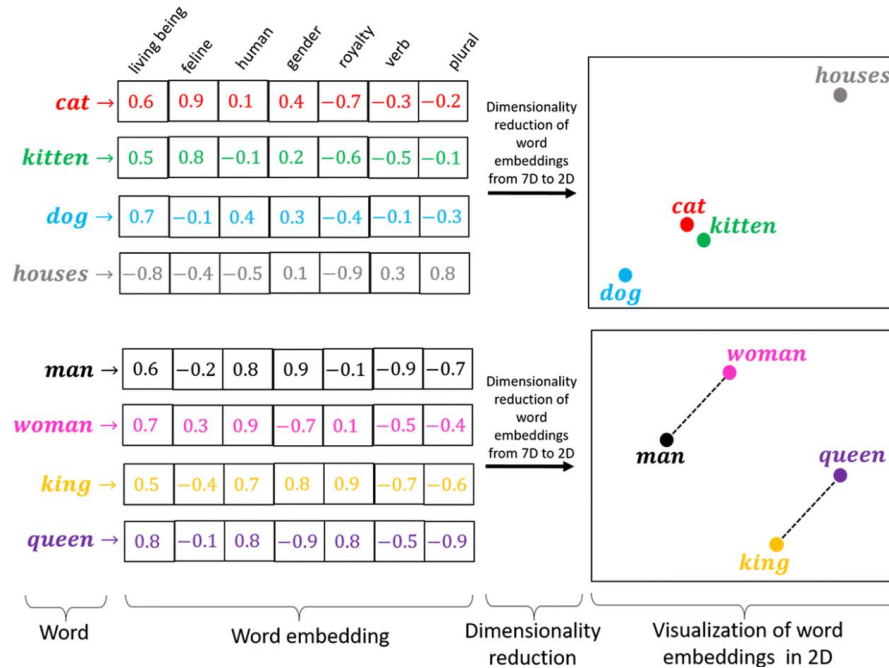 living being feline human gender royalty verb plural
cat → 0.6 0.9 0.1 0.4 −0.7 −0.3 −0.2
kitten → 0.5 0.8 −0.1 0.2 −0.6 −0.5 −0.1
dog → 0.7 −0.1 0.4 0.3 −0.4 −0.1 −0.3
houses → −0.8 −0.4 −0.5 0.1 −0.9 0.3 0.8
Dimensionality
reduction of
word
embeddings
from 7D to 2D
houses
cat
kitten
dog
man → 0.6 −0.2 0.8 0.9 −0.1 −0.9 −0.7
woman → 0.7 0.3 0.9 −0.7 0.1 −0.5 −0.4
king → 0.5 −0.4 0.7 0.8 0.9 −0.7 −0.6
queen → 0.8 −0.1 0.8 −0.9 0.8 −0.5 −0.9
Dimensionality
reduction of
word
embeddings
from 7D to 2D
woman
man
queen
king
Word
Word embedding
Dimensionality
reduction
Visualization of word
embeddings in 2D